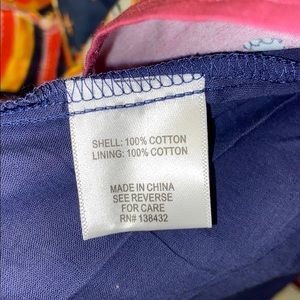 SHELL: 100% COTTON
LINING: 100% COTTON
MADE IN CHINA
SEE REVERSE
FOR CARE
RN# 138432